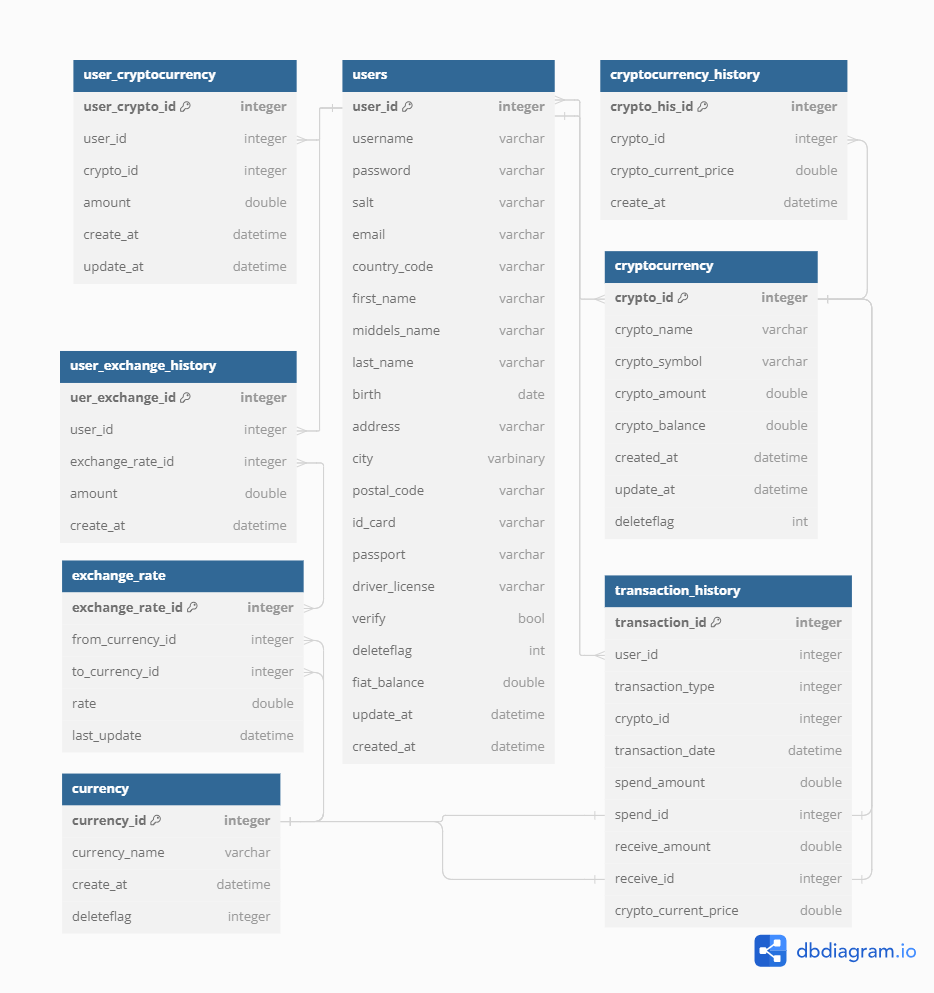 user_cryptocurrency
user_crypto_id integer
user_id integer
crypto_id integer
amount double
create_at datetime
update_at datetime
users
user_id integer
username varchar
password varchar
salt varchar
email varchar
country_code varchar
first_name varchar
middels_name varchar
last_name varchar
birth date
address varchar
city varbinary
postal_code varchar
id_card varchar
passport varchar
driver_license varchar
verify bool
deleteflag int
fiat_balance double
update_at datetime
created_at datetime
cryptocurrency_history
crypto_his_id integer
crypto_id integer
crypto_current_price double
create_at datetime
cryptocurrency
crypto_id integer
crypto_name varchar
crypto_symbol varchar
crypto_amount double
crypto_balance double
created_at datetime
update_at datetime
deleteflag int
user_exchange_history
uer_exchange_id integer
user_id integer
exchange_rate_id integer
amount double
create_at datetime
exchange_rate
exchange_rate_id integer
from_currency_id integer
to_currency_id integer
rate double
last_update datetime
transaction_history
transaction_id integer
user_id integer
transaction_type integer
crypto_id integer
transaction_date datetime
spend_amount double
spend_id integer
receive_amount double
receive_id integer
crypto_current_price double
currency
currency_id integer
currency_name varchar
create_at datetime
deleteflag integer
dbdiagram.io